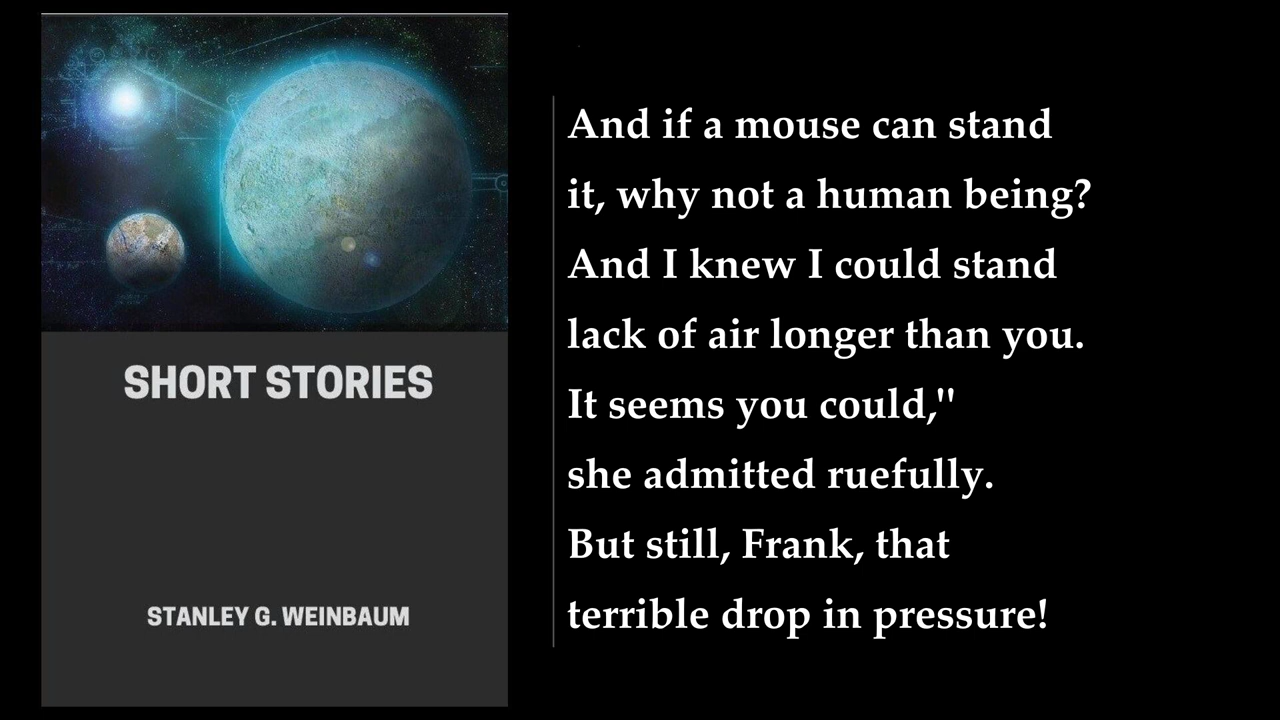 SHORT STORIES
STANLEY G. WEINBAUM
And if a mouse can stand
it, why not a human being?
And I knew I could stand
lack of air longer than you.
It seems you could,"
she admitted ruefully.
But still, Frank, that
terrible drop in pressure!